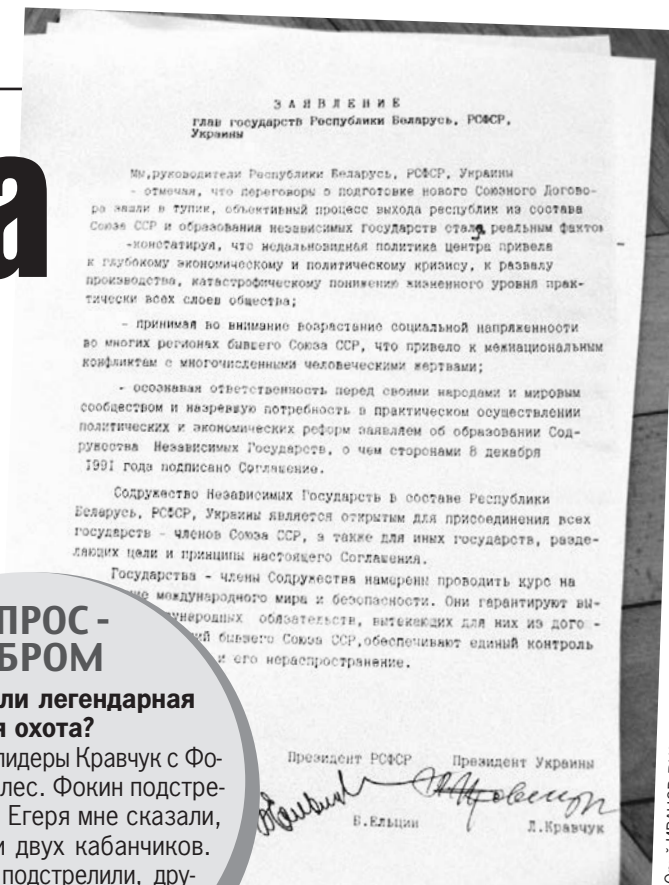 а
ЗАЯВЛЕНИЕ
глав государств Республики Беларусь, РСФСР,
Украины
Мы,руководители Республики Беларусь, РСФСР, Украины
- отмечая, что переговоры о подготовке нового Союзного Догово-
ра зашли в тупик, объективный процесс выхода республик из состава
Союза ССР и образования независимых государств стал реальным фактом
-констатируя, что недальновидная политика центра привела
к глубокому экономическому и политическому кризису, к развалу
производства, катастрофическому понижению жизненного уровня прак-
тически всех слоев общества;
- принимая во внимание возрастание социальной напряженности
во многих регионах бывшего Союза ССР, что привело к межнациональным
конфликтам с многочисленными человеческими жертвами;
- осознавая ответственность перед своими народами и мировым
сообществом и назревшую потребность в практическом осуществлении
политических и экономических реформ заявляем об образовании Сод-
ружества Независимых Государств, о чем сторонами 8 декабря
1991 года подписано Соглашение.
Содружество Независимых Государств в составе Республики
Беларусь, РСФСР, Украины является открытым для присоединения всех
государств - членов Союза ССР, а также для иных государств, разде-
ляющих цели и принципы настоящего Соглашения.
Государства - члены Содружества намерены проводить курс на
международного мира и безопасности. Они гарантируют вы-
обязательств, вытекающих для них из дого -
бывшего Союза ССР,обеспечивают единый контроль
и его нераспространение.
Президент РСФСР Президент Украины
Б.Ельцин Л.Кравчук
ПРОС-
БРОМ
ли легендарная
я охота?
лидеры Кравчук с Фо-
лес. Фокин подстре-
Егеря мне сказали,
и двух кабанчиков.
подстрелили, дру-